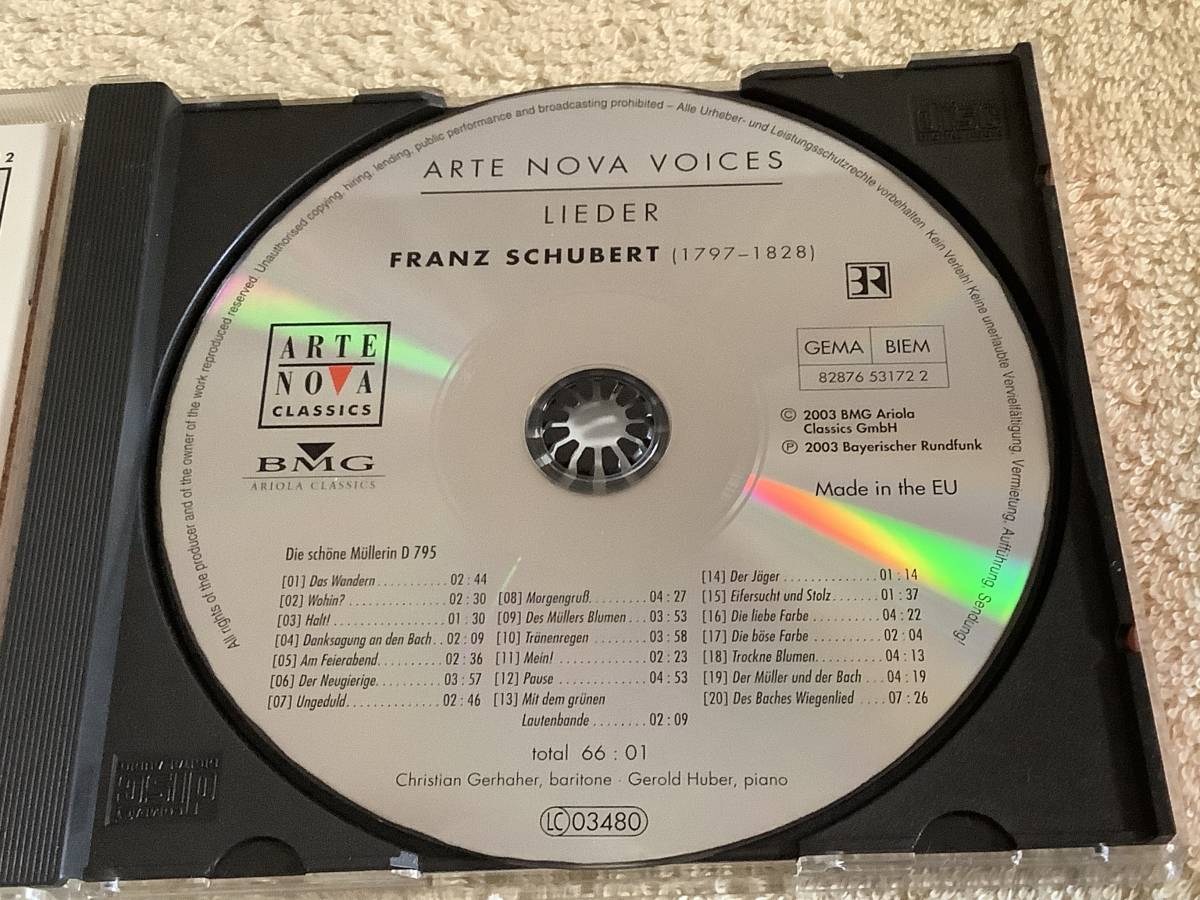 2
All rights of the producer and of the owner of the work reproduced reserved. Unauthorised copying, hiring, lending, public performance and broadcasting prohibited – Alle Urheber- und Leistungsschutzrechte vorbehalten. Kein Verleih! Keine unerlaubte Vervielfältigung, Vermietung, Aufführung, Sendung!
ARTE NOVA VOICES
LIEDER
FRANZ SCHUBERT (1797–1828)
BR
ARTE
NOVA
CLASSICS
BMG
ARIOLA CLASSICS
GEMA BIEM
82876 53172 2
© 2003 BMG Ariola
Classics GmbH
℗ 2003 Bayerischer Rundfunk
Made in the EU
Die schöne Müllerin D 795
[01] Das Wandern.......... 02 : 44
[02] Wohin? .............. 02 : 30
[03] Halt! ................ 01 : 30
[04] Danksagung an den Bach.. 02 : 09
[05] Am Feierabend......... 02 : 36
[06] Der Neugierige.......... 03 : 57
[07] Ungeduld.............. 02 : 46
[08] Morgengruß......... 04 : 27
[09] Des Müllers Blumen ... 03 : 53
[10] Tränenregen ......... 03 : 58
[11] Mein! ............. 02 : 23
[12] Pause ............. 04 : 53
[13] Mit dem grünen
Lautenbande ........ 02 : 09
[14] Der Jäger .............. 01 : 14
[15] Eifersucht und Stolz....... 01 : 37
[16] Die liebe Farbe ........... 04 : 22
[17] Die böse Farbe ........... 02 : 04
[18] Trockne Blumen.......... 04 : 13
[19] Der Müller und der Bach ... 04 : 19
[20] Des Baches Wiegenlied .... 07 : 26
total 66 : 01
Christian Gerhaher, baritone · Gerold Huber, piano
LC 03480
COMPACT
disc
DIGITAL AUDIO